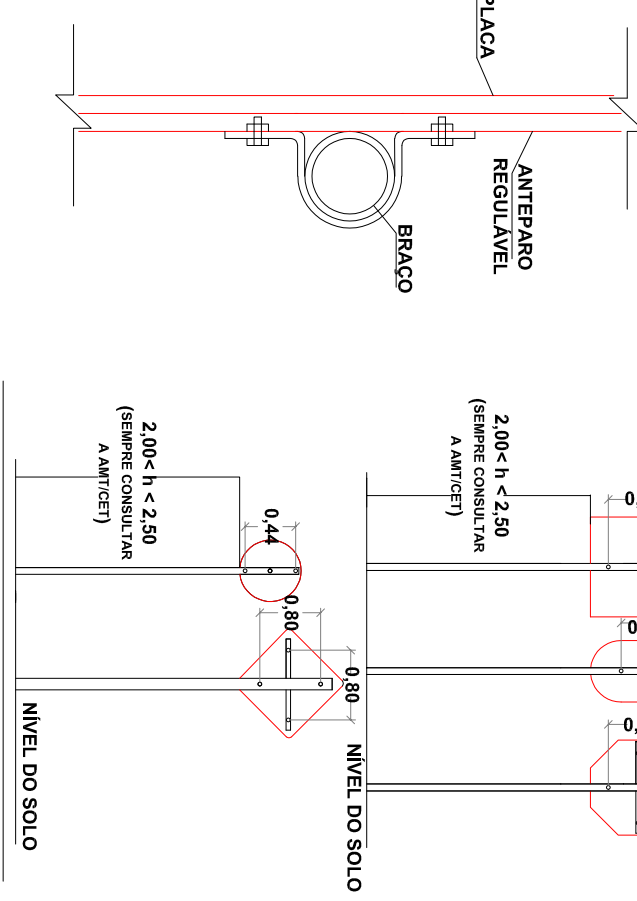 PLACA
ANTEPARO
REGULÁVEL
BRAÇO
2,00< h < 2,50
(SEMPRE CONSULTAR
A AMT/CET)
NÍVEL DO SOLO
2,00< h < 2,50
(SEMPRE CONSULTAR
A AMT/CET)
0,44
0,80
0,80
NÍVEL DO SOLO